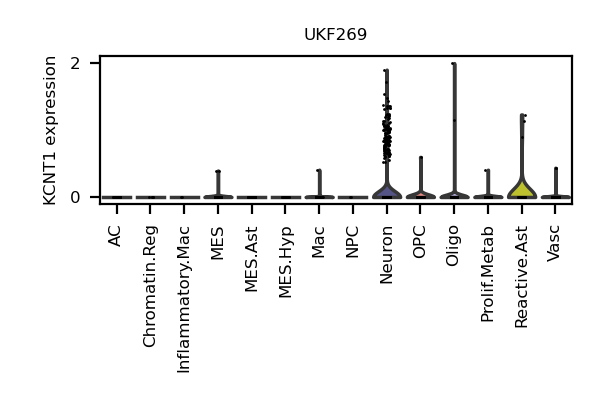 UKF269
KCNT1 expression
2
0
AC
Chromatin.Reg
Inflammatory.Mac
MES
MES.Ast
MES.Hyp
Mac
NPC
Neuron
OPC
Oligo
Prolif.Metab
Reactive.Ast
Vasc